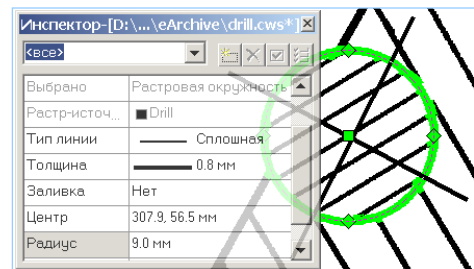 Инспектор-[D:\...\eArchive\drill.cws*]
<все>
Выбрано Растровая окружность
Растр-источ... Drill
Тип линии Сплошная
Толщина 0.8 мм
Заливка Нет
Центр 307.9, 56.5 мм
Радиус 9.0 мм